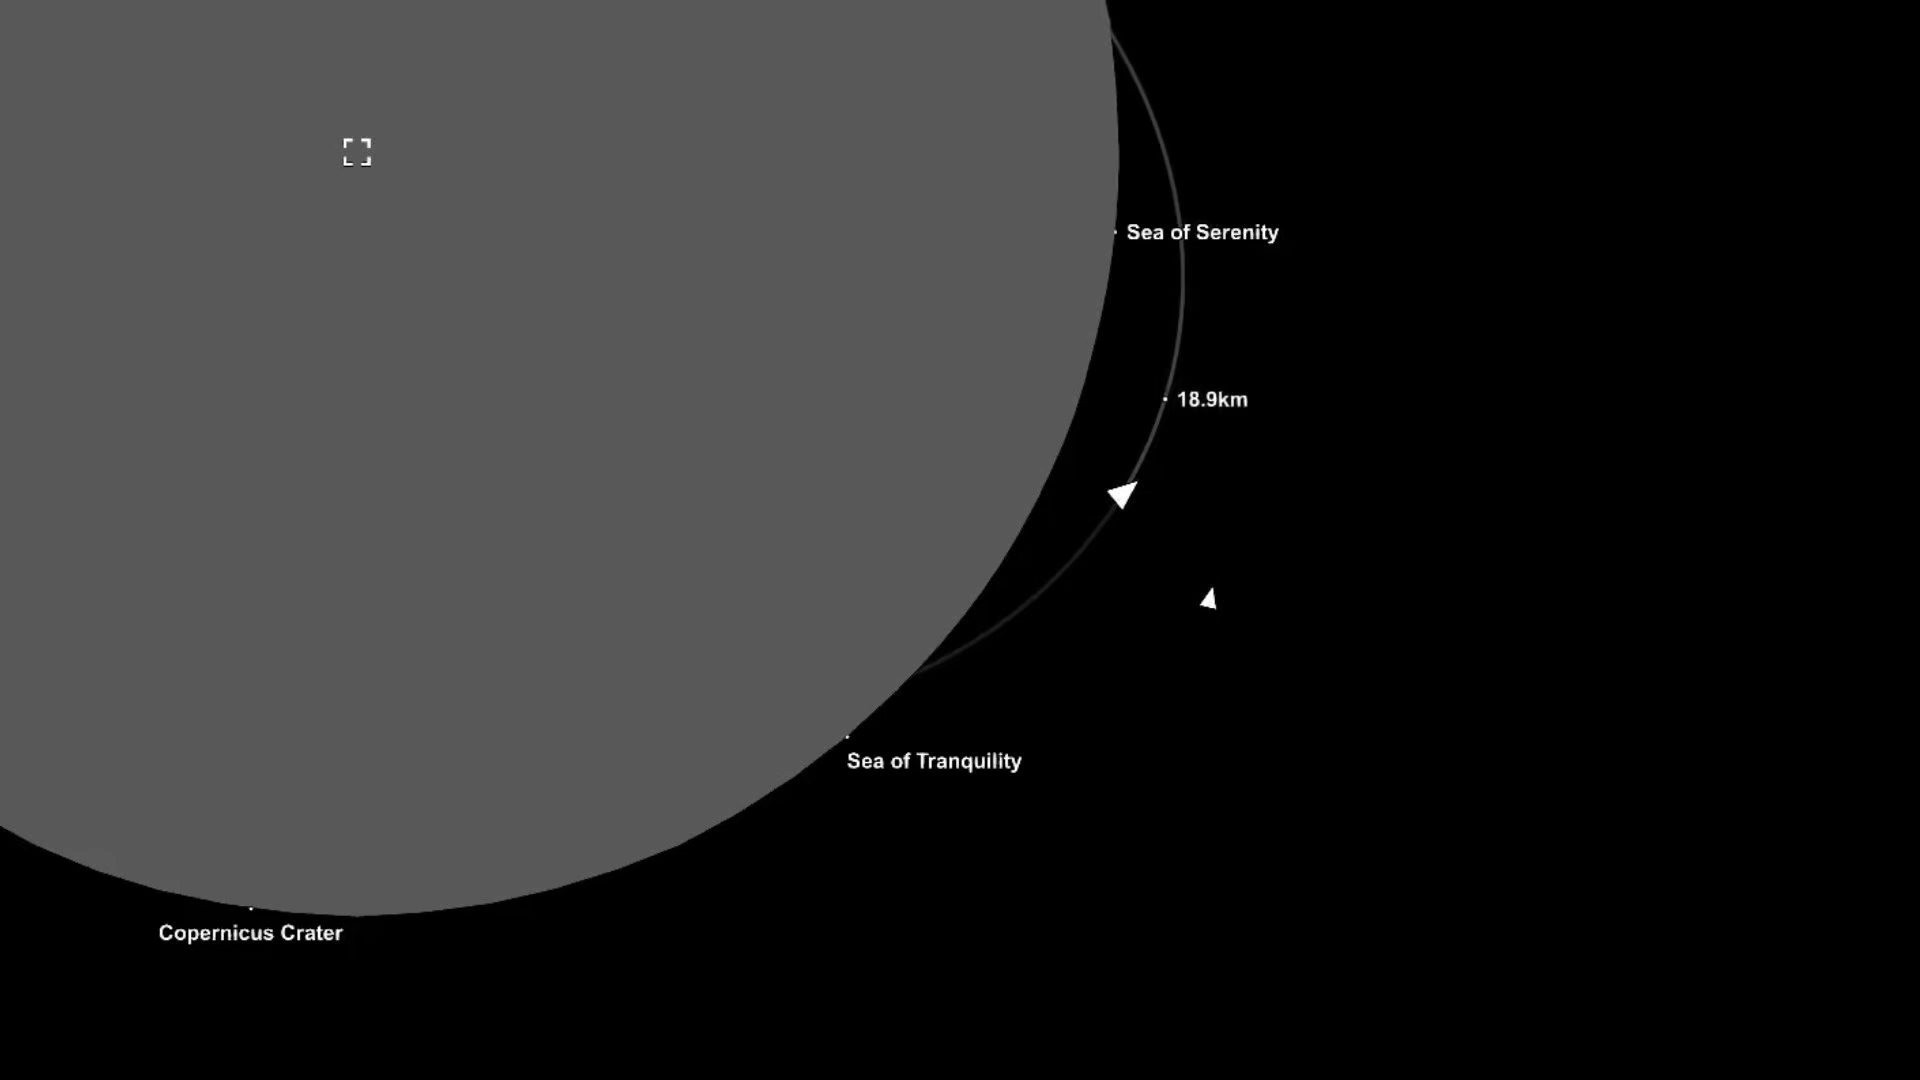 Sea of Serenity
18.9km
Sea of Tranquility
Copernicus Crater